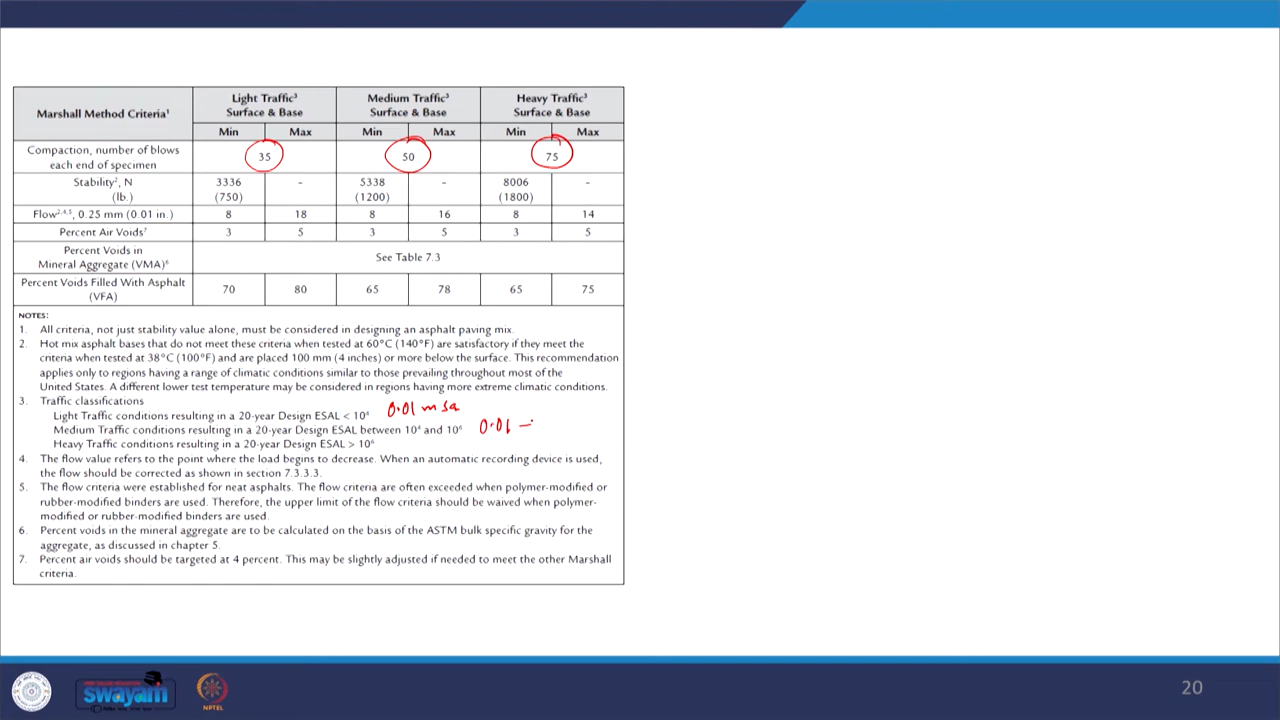 Marshall Method Criteria¹
Light Traffic³ Surface & Base
Medium Traffic³ Surface & Base
Heavy Traffic³ Surface & Base
Min Max Min Max Min Max
Compaction, number of blows
each end of specimen
35 50 75
Stability², N
(lb.)
3336 - 5338 - 8006 -
(750) (1200) (1800)
Flow²,⁴,⁵, 0.25 mm (0.01 in.) 8 18 8 16 8 14
Percent Air Voids⁷ 3 5 3 5 3 5
Percent Voids in
Mineral Aggregate (VMA)⁶
See Table 7.3
Percent Voids Filled With Asphalt
(VFA)
70 80 65 78 65 75
NOTES:
1. All criteria, not just stability value alone, must be considered in designing an asphalt paving mix.
2. Hot mix asphalt bases that do not meet these criteria when tested at 60°C (140°F) are satisfactory if they meet the
criteria when tested at 38°C (100°F) and are placed 100 mm (4 inches) or more below the surface. This recommendation
applies only to regions having a range of climatic conditions similar to those prevailing throughout most of the
United States. A different lower test temperature may be considered in regions having more extreme climatic conditions.
3. Traffic classifications
Light Traffic conditions resulting in a 20-year Design ESAL < 10⁴ 0.01 msa
Medium Traffic conditions resulting in a 20-year Design ESAL between 10⁴ and 10⁶ 0.01 –
Heavy Traffic conditions resulting in a 20-year Design ESAL > 10⁶
4. The flow value refers to the point where the load begins to decrease. When an automatic recording device is used,
the flow should be corrected as shown in section 7.3.3.3.
5. The flow criteria were established for neat asphalts. The flow criteria are often exceeded when polymer-modified or
rubber-modified binders are used. Therefore, the upper limit of the flow criteria should be waived when polymer-
modified or rubber-modified binders are used.
6. Percent voids in the mineral aggregate are to be calculated on the basis of the ASTM bulk specific gravity for the
aggregate, as discussed in chapter 5.
7. Percent air voids should be targeted at 4 percent. This may be slightly adjusted if needed to meet the other Marshall
criteria.
swayam
NPTEL
20